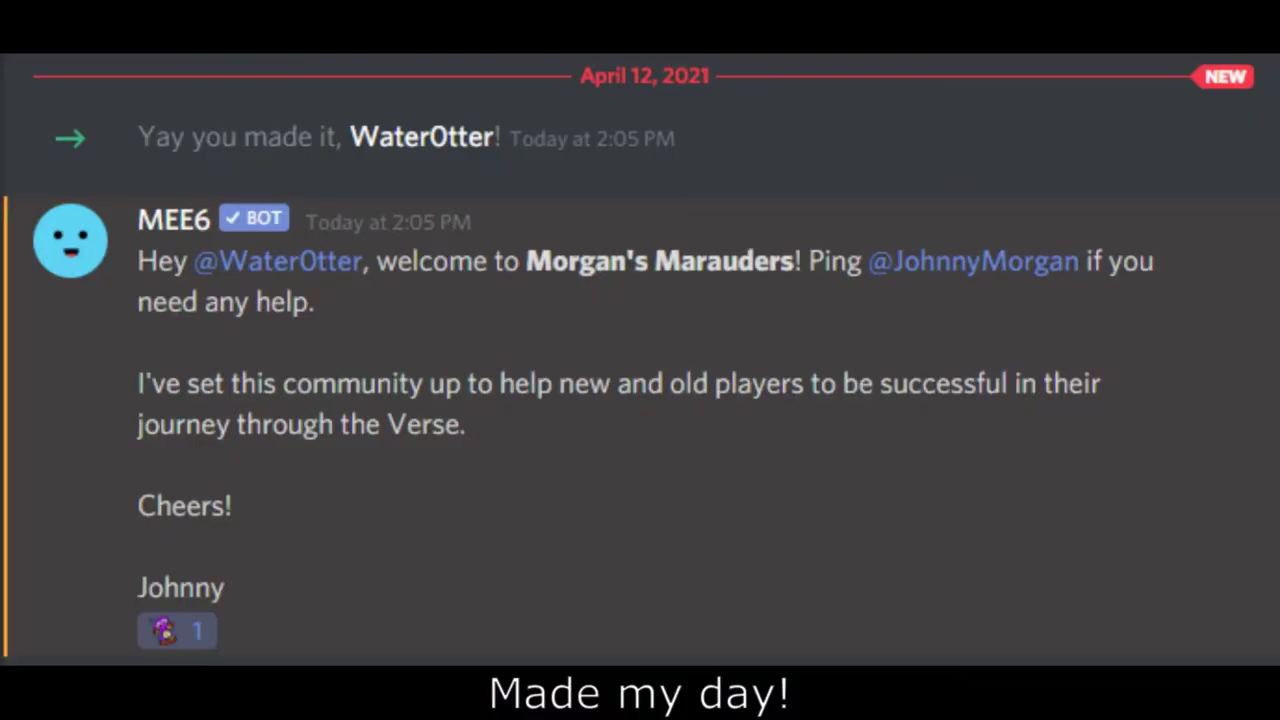 April 12, 2021
NEW
Yay you made it, WaterOtter! Today at 2:05 PM
MEE6 ✓ BOT Today at 2:05 PM
Hey @WaterOtter, welcome to Morgan's Marauders! Ping @JohnnyMorgan if you
need any help.
I've set this community up to help new and old players to be successful in their
journey through the Verse.
Cheers!
Johnny
1
Made my day!